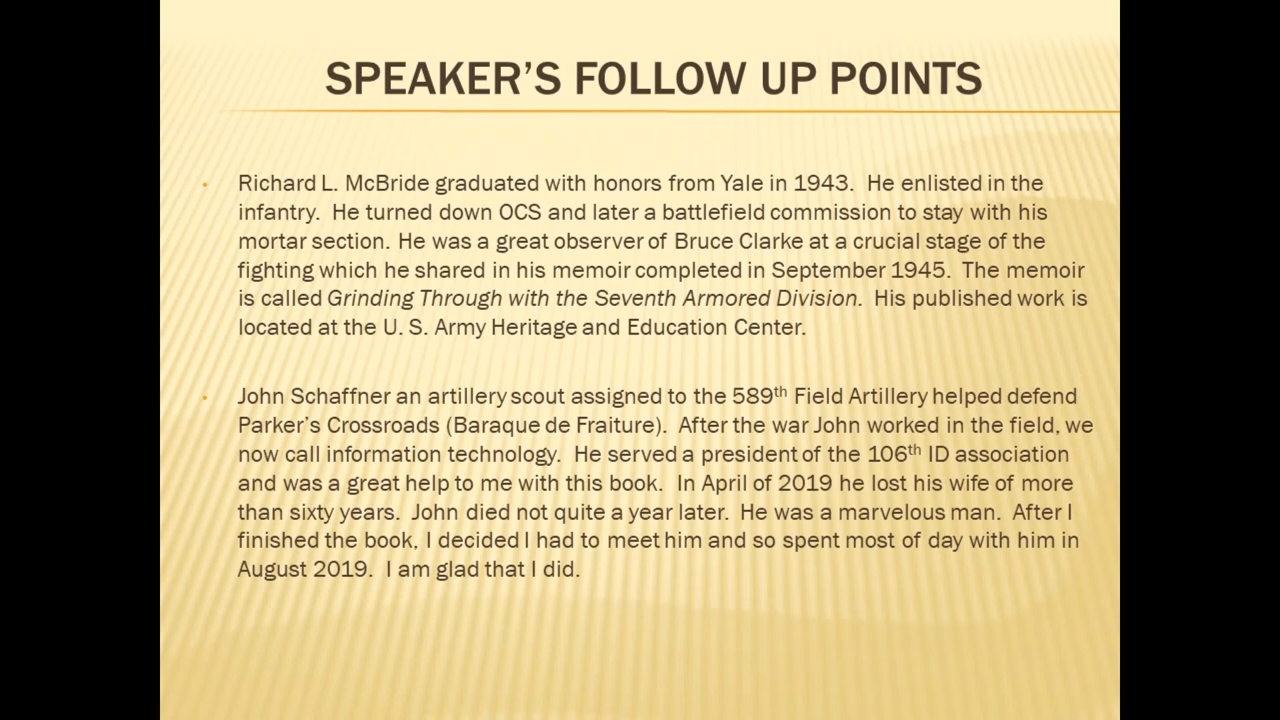 SPEAKER’S FOLLOW UP POINTS
• Richard L. McBride graduated with honors from Yale in 1943. He enlisted in the
infantry. He turned down OCS and later a battlefield commission to stay with his
mortar section. He was a great observer of Bruce Clarke at a crucial stage of the
fighting which he shared in his memoir completed in September 1945. The memoir
is called Grinding Through with the Seventh Armored Division. His published work is
located at the U. S. Army Heritage and Education Center.
• John Schaffner an artillery scout assigned to the 589th Field Artillery helped defend
Parker’s Crossroads (Baraque de Fraiture). After the war John worked in the field, we
now call information technology. He served a president of the 106th ID association
and was a great help to me with this book. In April of 2019 he lost his wife of more
than sixty years. John died not quite a year later. He was a marvelous man. After I
finished the book, I decided I had to meet him and so spent most of day with him in
August 2019. I am glad that I did.